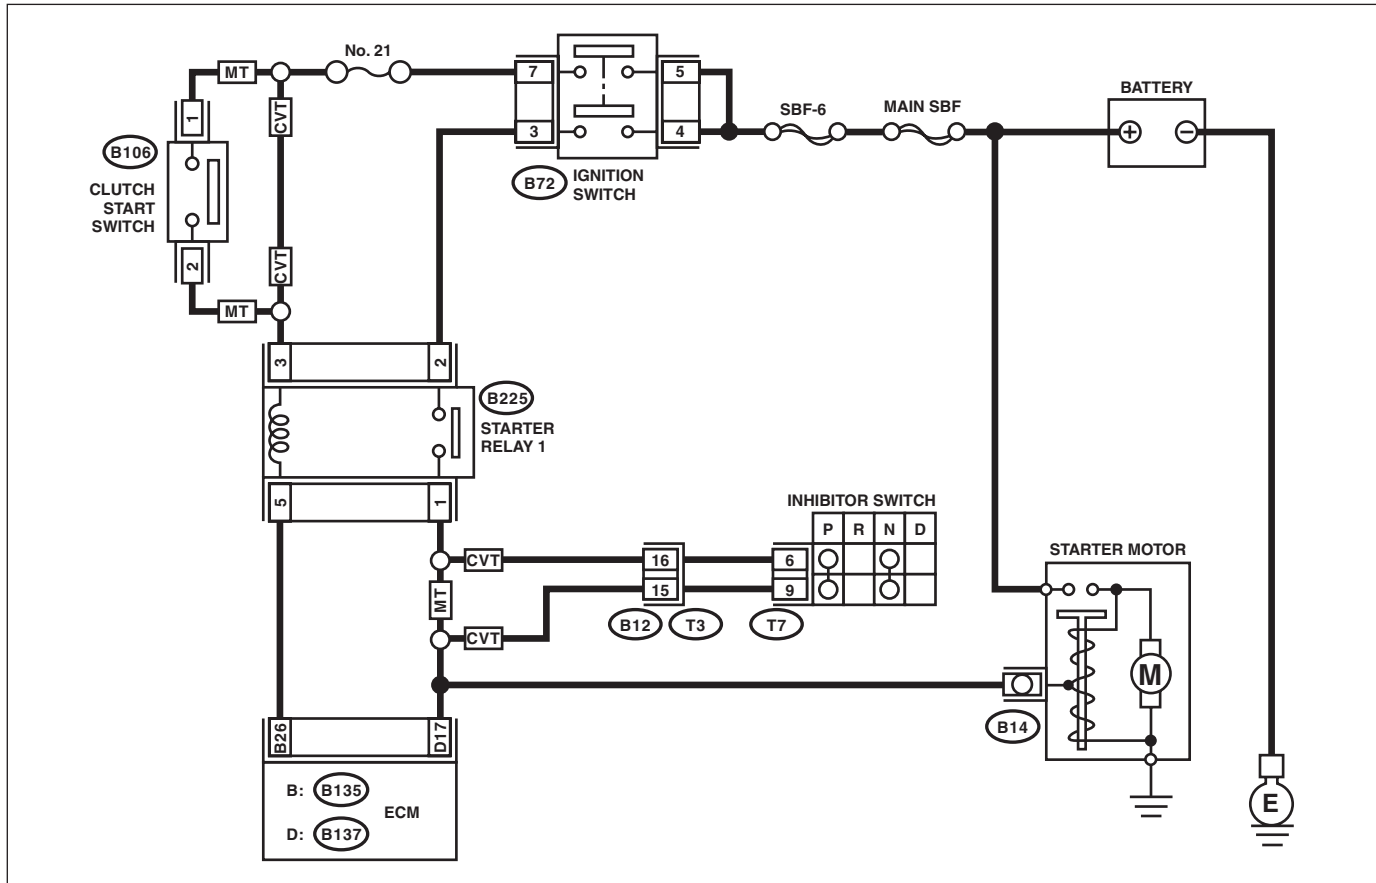 No. 21
BATTERY
SBF-6
MAIN SBF
MT
7
5
1
CVT
3
4
B106
B72
IGNITION
SWITCH
CLUTCH
START
SWITCH
2
CVT
MT
3
2
B225
STARTER
RELAY 1
5
1
INHIBITOR SWITCH
P R N D
CVT
16
6
MT
15
9
STARTER MOTOR
B12
T3
T7
CVT
M
B14
B26
D17
B: B135
ECM
D: B137
E